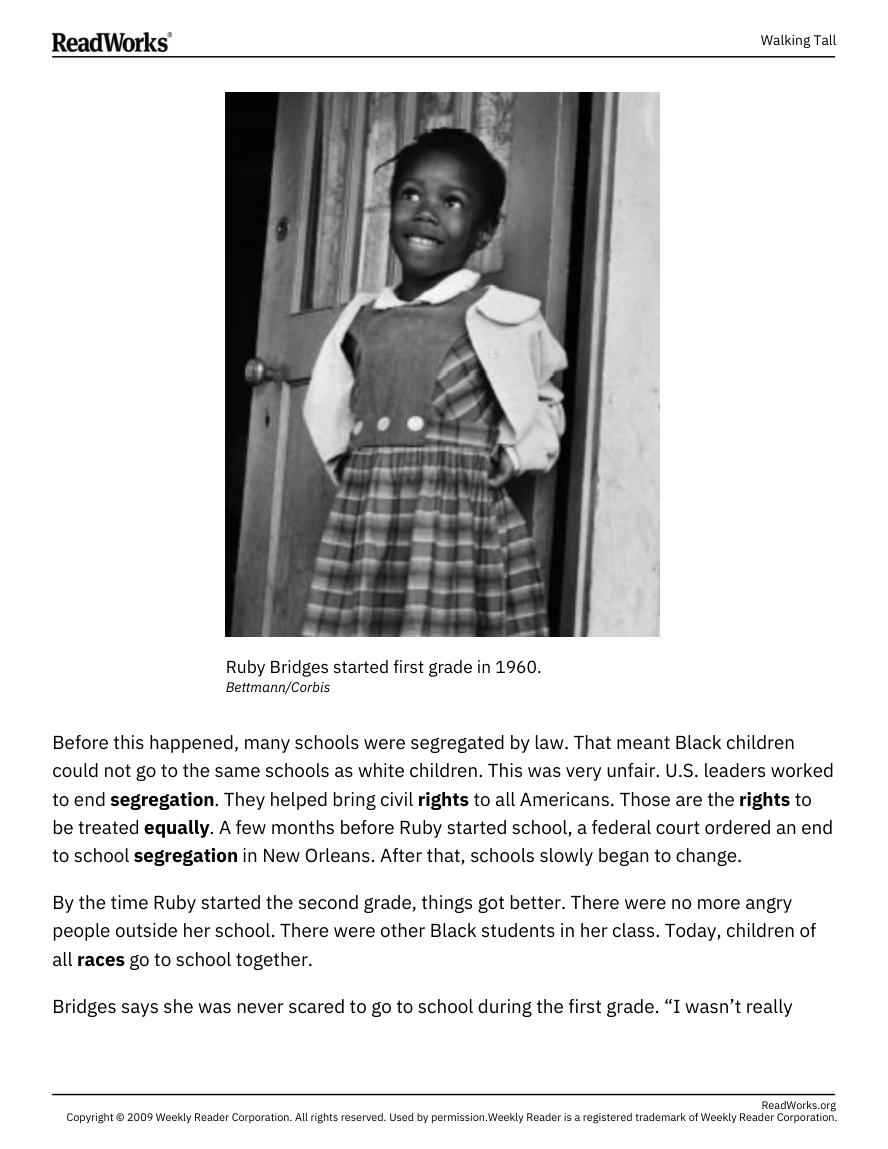 ReadWorks®
Walking Tall
Ruby Bridges started first grade in 1960.
Bettmann/Corbis
Before this happened, many schools were segregated by law. That meant Black children
could not go to the same schools as white children. This was very unfair. U.S. leaders worked
to end segregation. They helped bring civil rights to all Americans. Those are the rights to
be treated equally. A few months before Ruby started school, a federal court ordered an end
to school segregation in New Orleans. After that, schools slowly began to change.
By the time Ruby started the second grade, things got better. There were no more angry
people outside her school. There were other Black students in her class. Today, children of
all races go to school together.
Bridges says she was never scared to go to school during the first grade. “I wasn’t really
ReadWorks.org
Copyright © 2009 Weekly Reader Corporation. All rights reserved. Used by permission.Weekly Reader is a registered trademark of Weekly Reader Corporation.